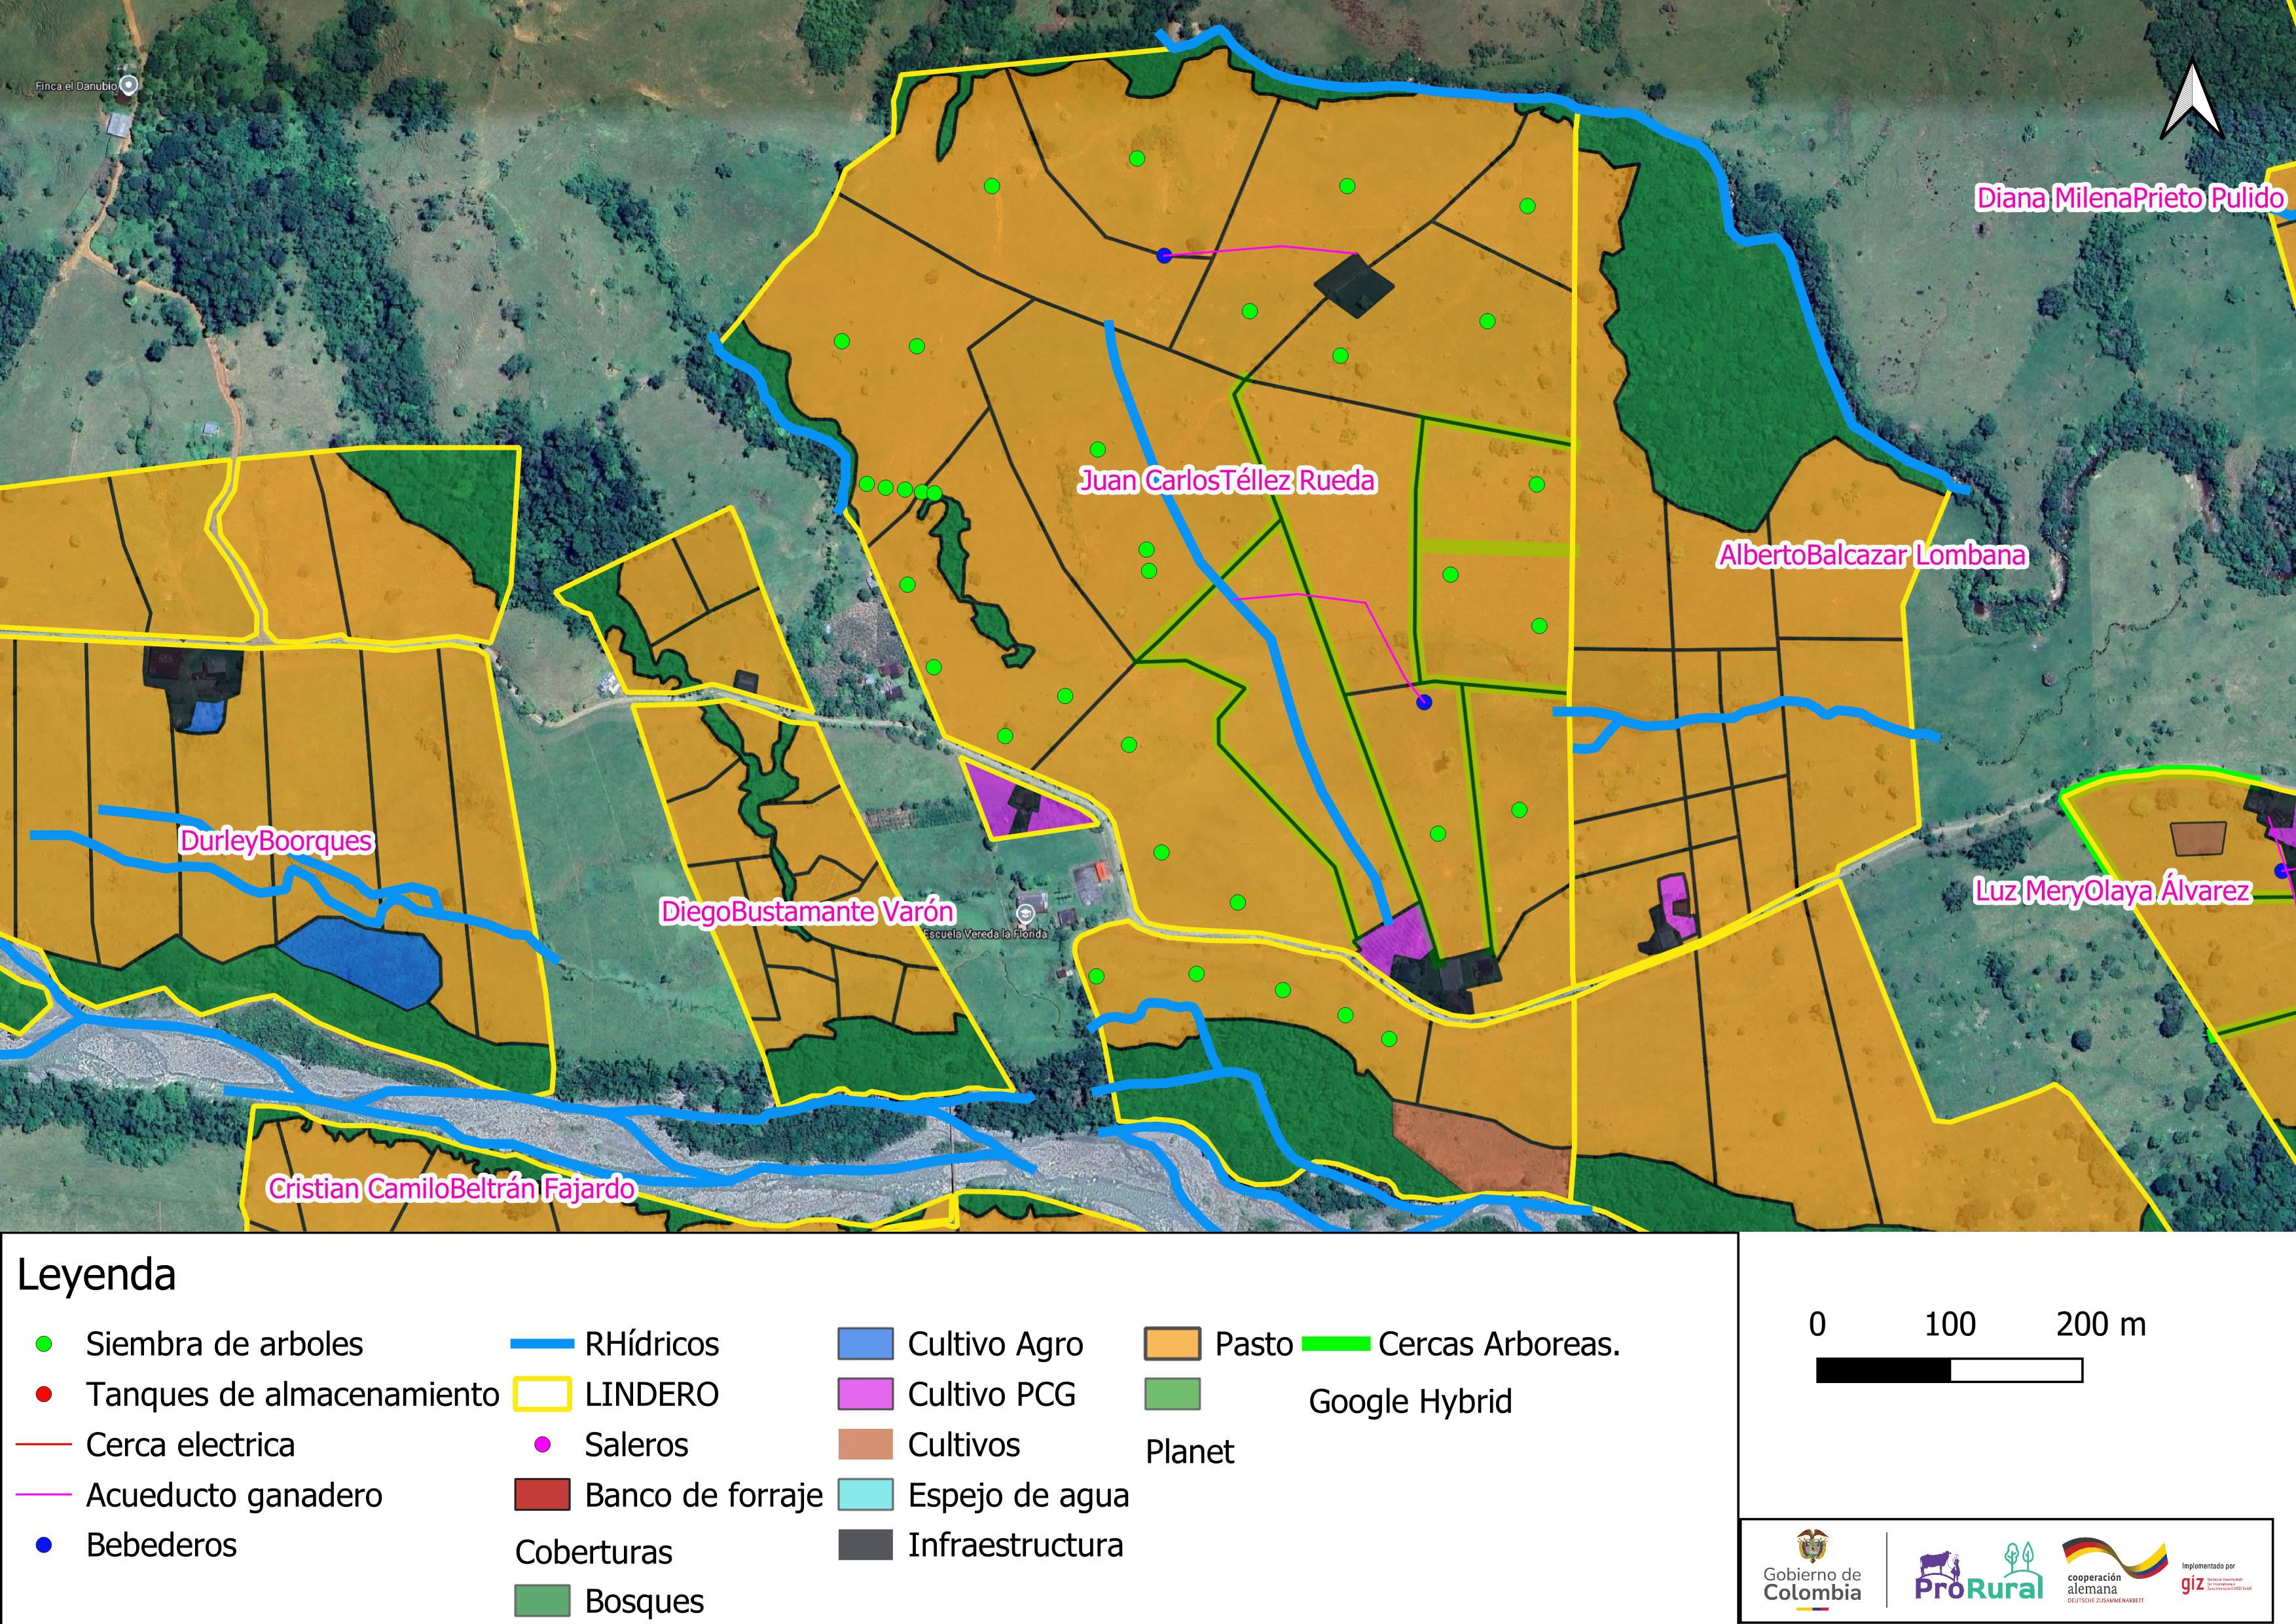 Finca el Danubio
Diana MilenaPrieto Pulido
Juan CarlosTéllez Rueda
AlbertoBalcazar Lombana
DurleyBoorques
Luz MeryOlaya Álvarez
DiegoBustamante Varón
Escuela Vereda la Florida
Cristian CamiloBeltrán Fajardo
Leyenda
Siembra de arboles
Tanques de almacenamiento
Cerca electrica
Acueducto ganadero
Bebederos
RHídricos
LINDERO
Saleros
Banco de forraje
Coberturas
Bosques
Cultivo Agro
Cultivo PCG
Cultivos
Espejo de agua
Infraestructura
Pasto
Planet
Cercas Arboreas.
Google Hybrid
0 100 200 m
Gobierno de
Colombia
ProRural
cooperación
alemana
DEUTSCHE ZUSAMMENARBEIT
Implementado por
giz